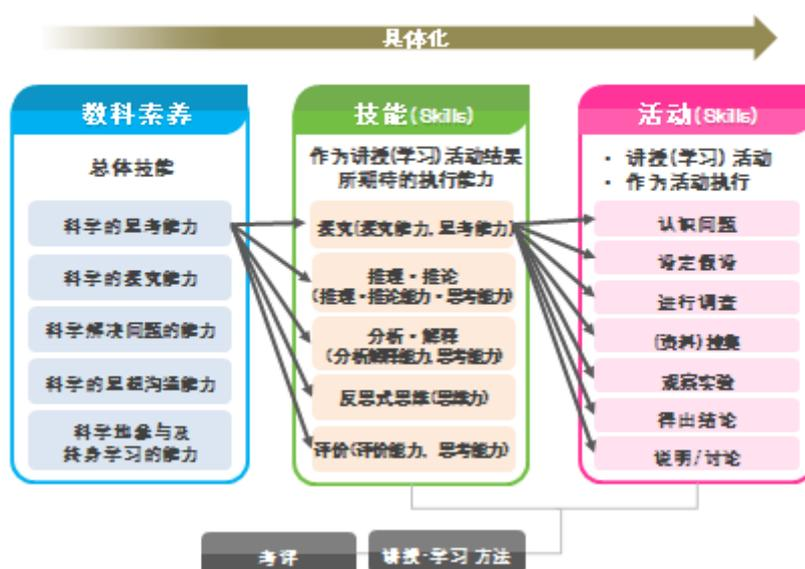 具体化
教科素养
总体技能
科学的思考能力
科学的探究能力
科学解决问题的能力
科学的思想沟通能力
科学地参与及
终身学习的能力
技能(Skills)
作为讲授(学习)活动结果
所期待的执行能力
探究(探究能力, 思考能力)
推理·推论
(推理·推论能力·思考能力)
分析·解释
(分析解释能力, 思考能力)
反思式思维(思维力)
评价(评价能力, 思考能力)
活动(Skills)
· 讲授(学习) 活动
· 作为活动执行
认识问题
设定假设
进行调查
(资料) 搜集
观察实验
得出结论
说明/讨论
考评
讲授·学习 方法